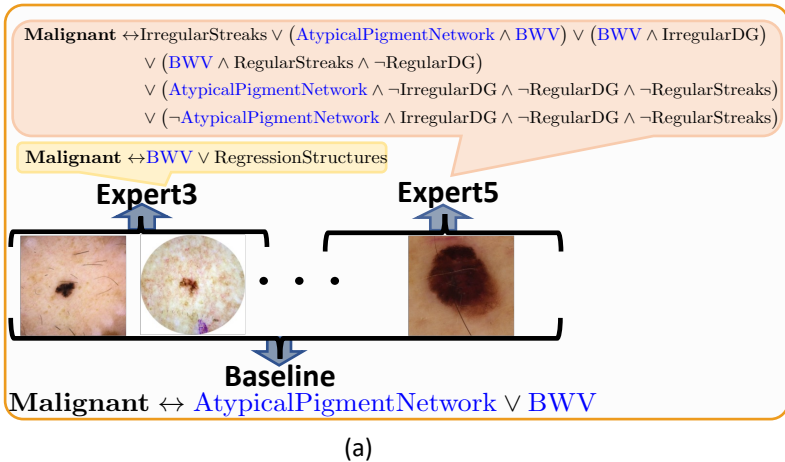 Malignant ↔IrregularStreaks ∨ (AtypicalPigmentNetwork ∧ BWV) ∨ (BWV ∧ IrregularDG)
∨ (BWV ∧ RegularStreaks ∧ ¬RegularDG)
∨ (AtypicalPigmentNetwork ∧ ¬IrregularDG ∧ ¬RegularDG ∧ ¬RegularStreaks)
∨ (¬AtypicalPigmentNetwork ∧ IrregularDG ∧ ¬RegularDG ∧ ¬RegularStreaks)
Malignant ↔BWV ∨ RegressionStructures
Expert3 Expert5
Baseline
Malignant ↔ AtypicalPigmentNetwork ∨ BWV
(a)